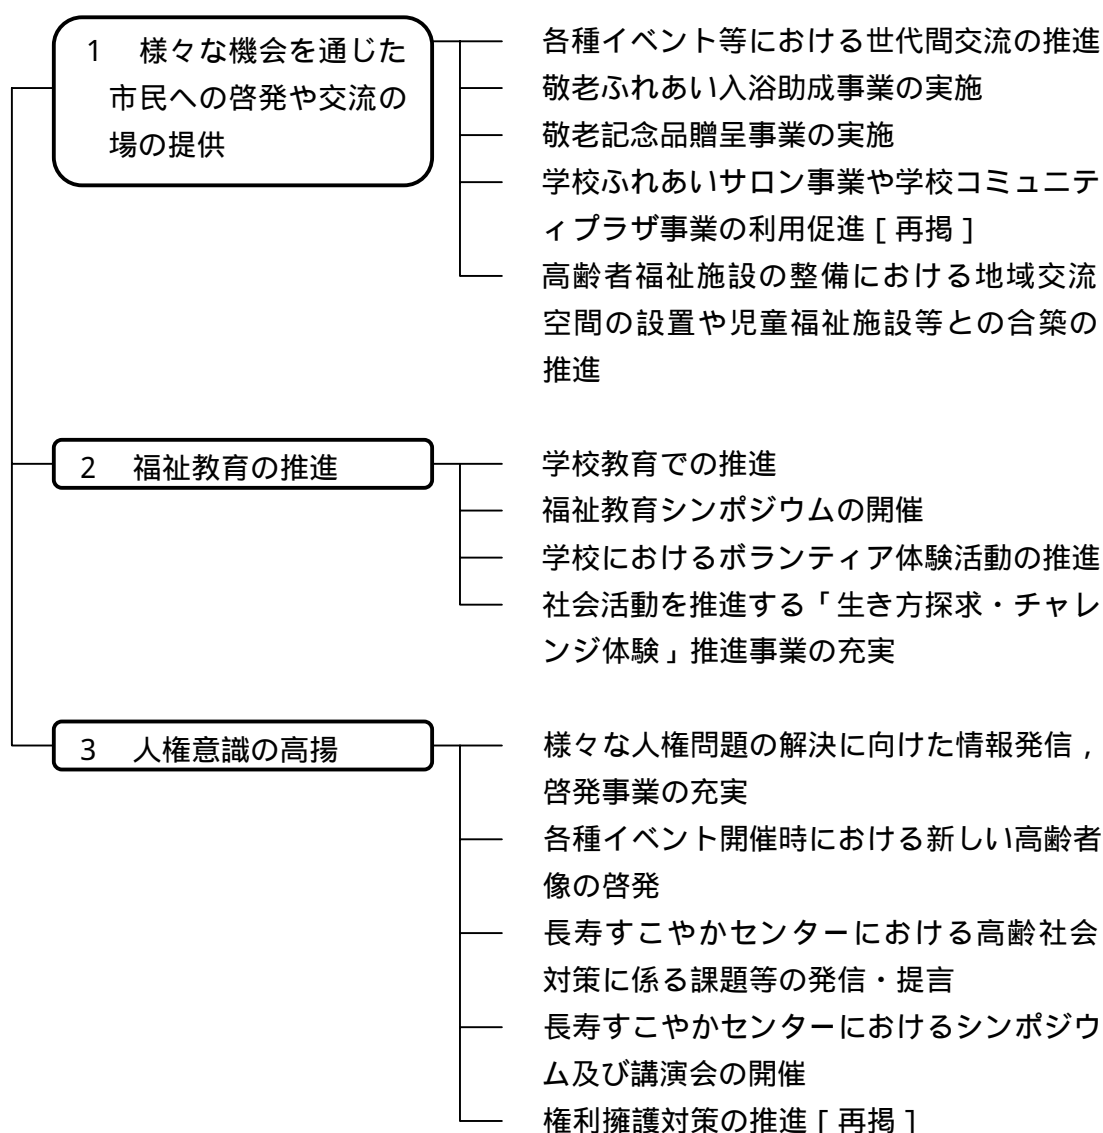 1 様々な機会を通じた
市民への啓発や交流の
場の提供
各種イベント等における世代間交流の推進
敬老ふれあい入浴助成事業の実施
敬老記念品贈呈事業の実施
学校ふれあいサロン事業や学校コミュニテ
ィプラザ事業の利用促進[再掲]
高齢者福祉施設の整備における地域交流
空間の設置や児童福祉施設等との合築の
推進
2 福祉教育の推進
学校教育での推進
福祉教育シンポジウムの開催
学校におけるボランティア体験活動の推進
社会活動を推進する「生き方探求・チャレ
ンジ体験」推進事業の充実
3 人権意識の高揚
様々な人権問題の解決に向けた情報発信,
啓発事業の充実
各種イベント開催時における新しい高齢者
像の啓発
長寿すこやかセンターにおける高齢社会
対策に係る課題等の発信・提言
長寿すこやかセンターにおけるシンポジウ
ム及び講演会の開催
権利擁護対策の推進[再掲]